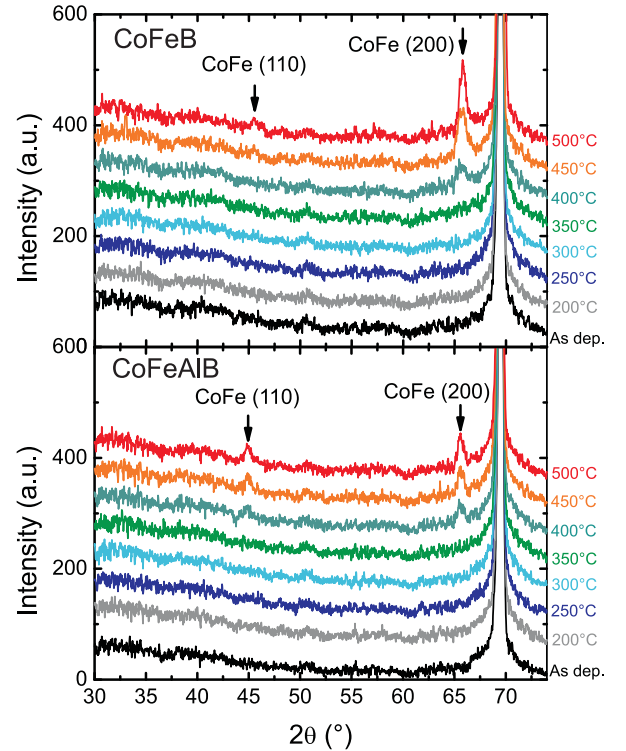 600
CoFeB
CoFe (200)
CoFe (110)
400
200
Intensity (a.u.)
500°C
450°C
400°C
350°C
300°C
250°C
200°C
As dep.
600
CoFeAlB
CoFe (110)
CoFe (200)
400
200
0
Intensity (a.u.)
500°C
450°C
400°C
350°C
300°C
250°C
200°C
As dep.
30 35 40 45 50 55 60 65 70
2θ (°)